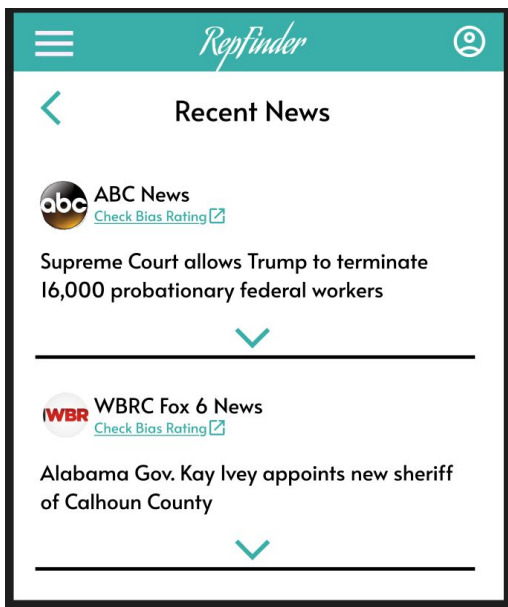 RepFinder
Recent News
abc
ABC News
Check Bias Rating
Supreme Court allows Trump to terminate
16,000 probationary federal workers
WBR
WBRC Fox 6 News
Check Bias Rating
Alabama Gov. Kay Ivey appoints new sheriff
of Calhoun County